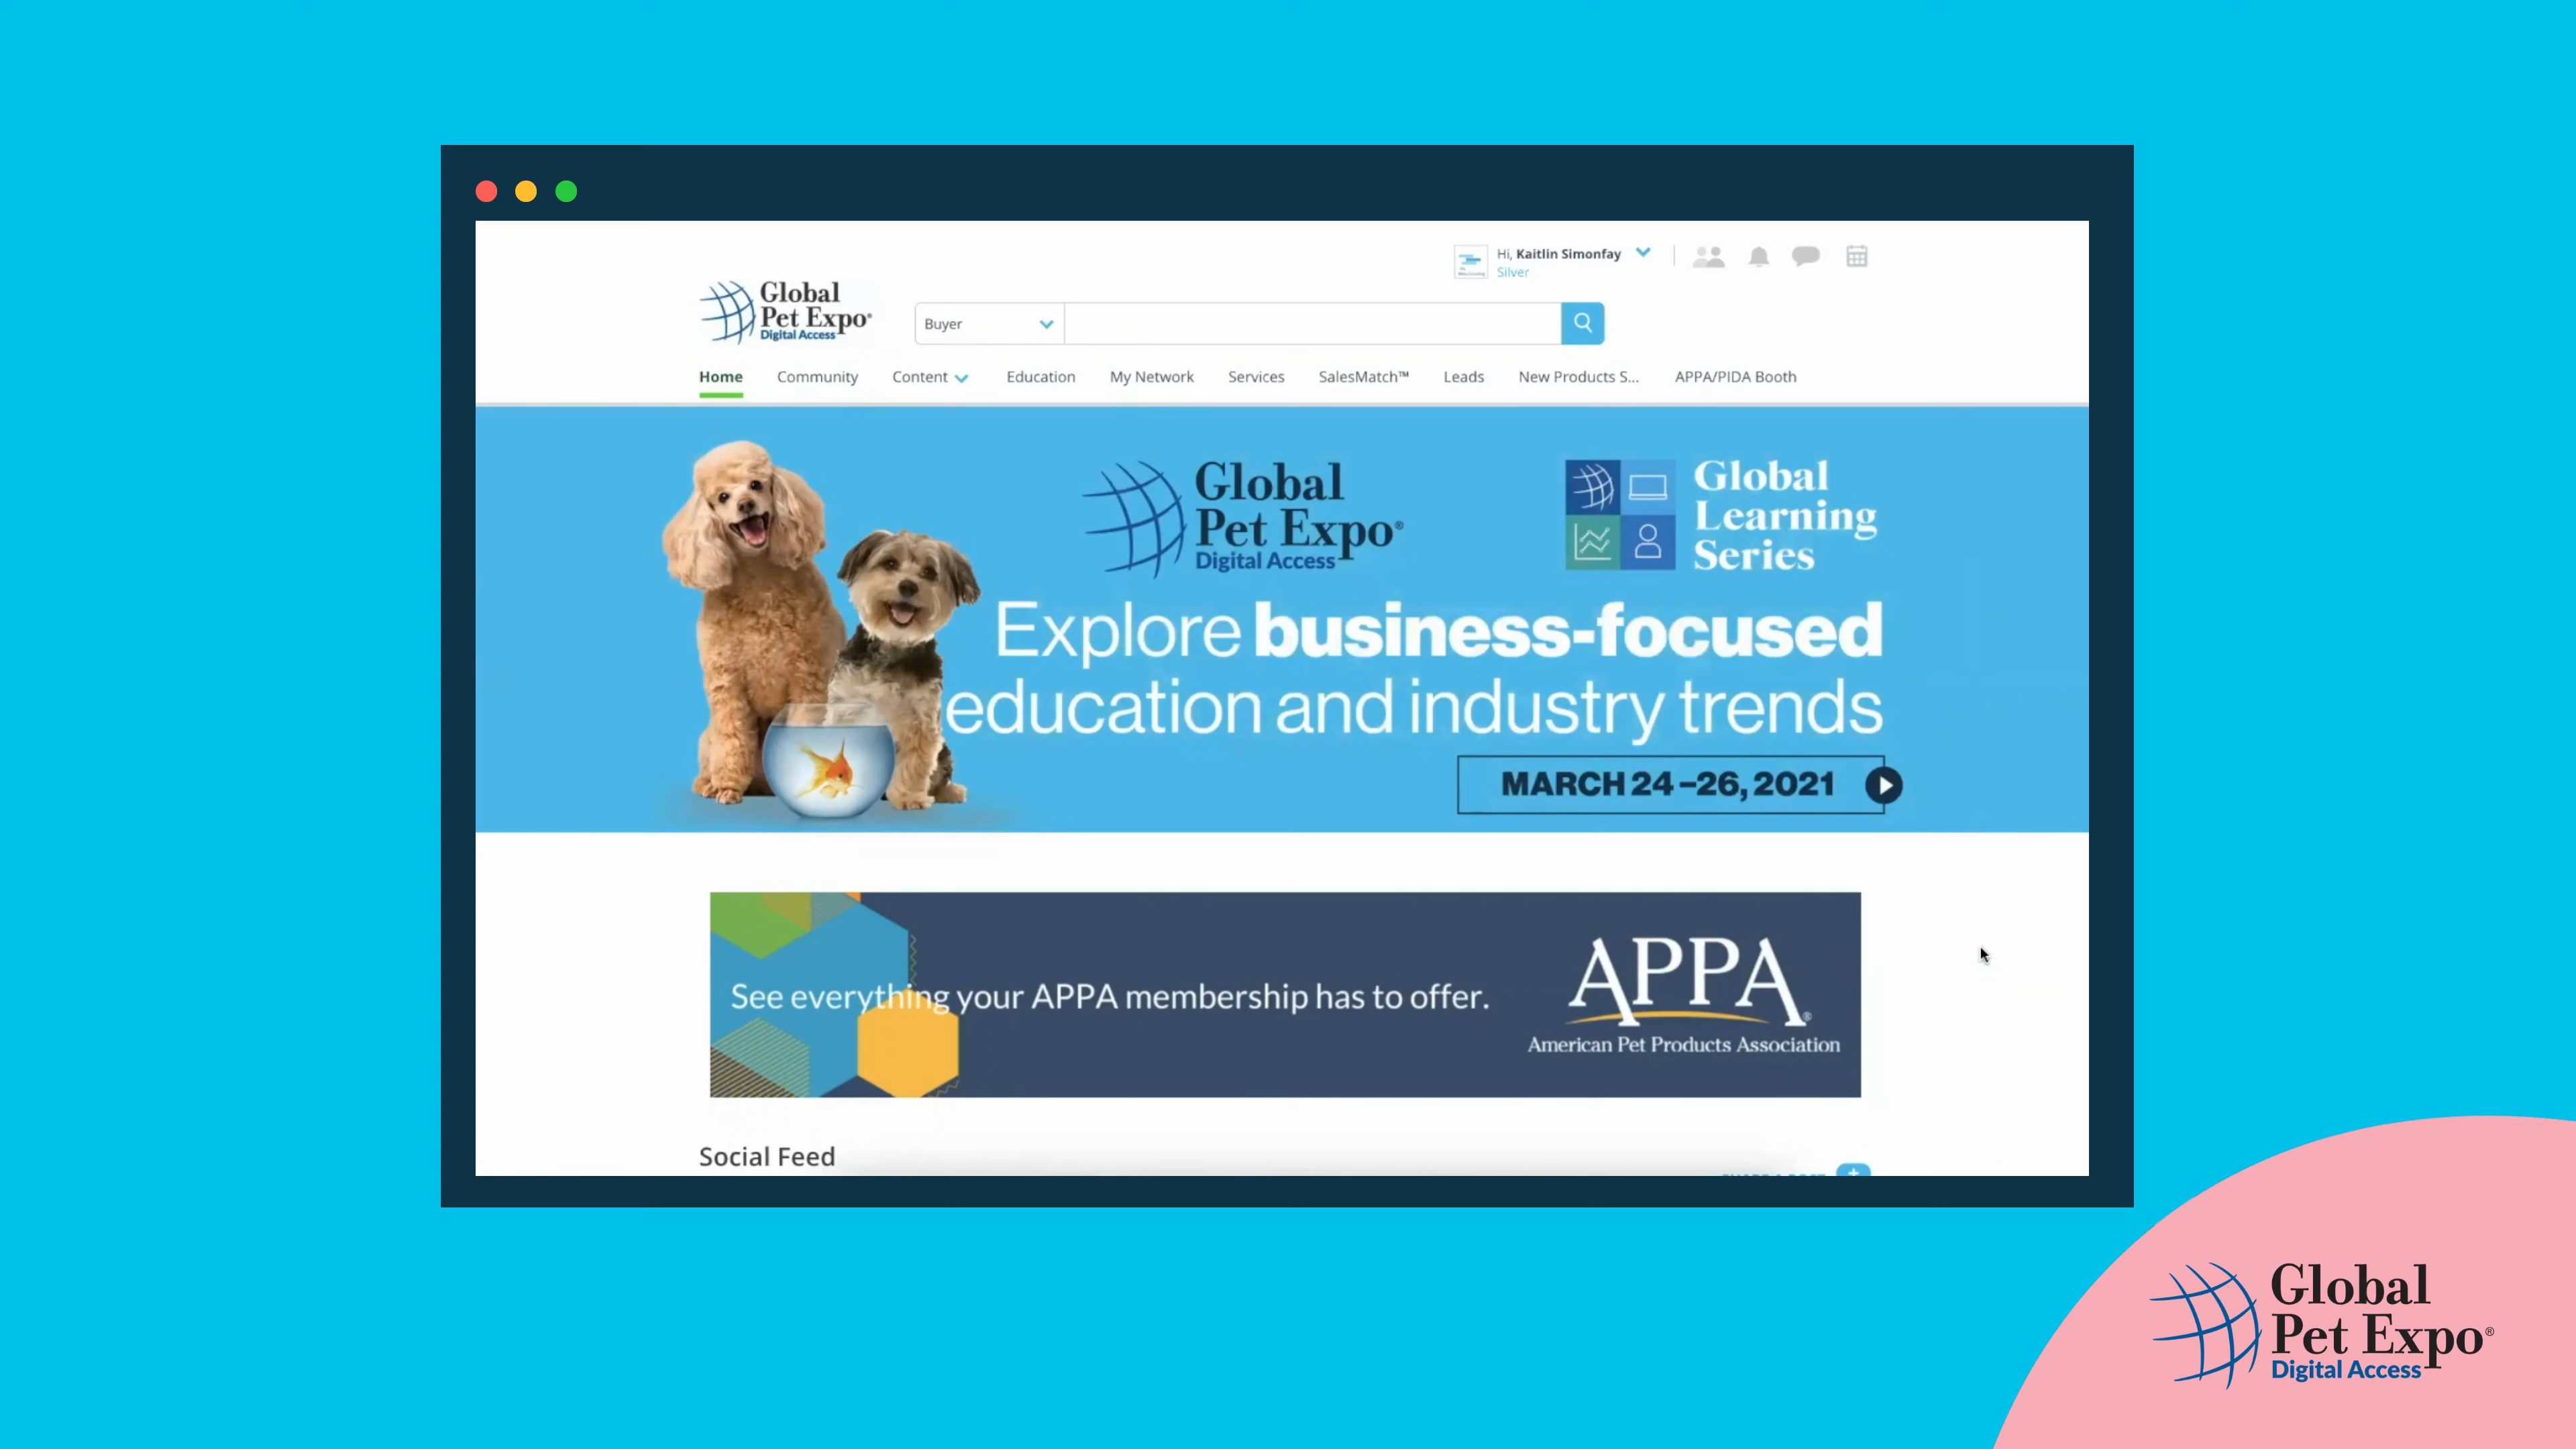 Hi, Kaitlin Simonfay
Silver
Global
Pet Expo®
Digital Access
Buyer
Home Community Content Education My Network Services SalesMatch™ Leads New Products S... APPA/PIDA Booth
Global
Pet Expo®
Digital Access
Global
Learning
Series
Explore business-focused
education and industry trends
MARCH 24–26, 2021
See everything your APPA membership has to offer.
APPA®
American Pet Products Association
Social Feed
Global
Pet Expo®
Digital Access